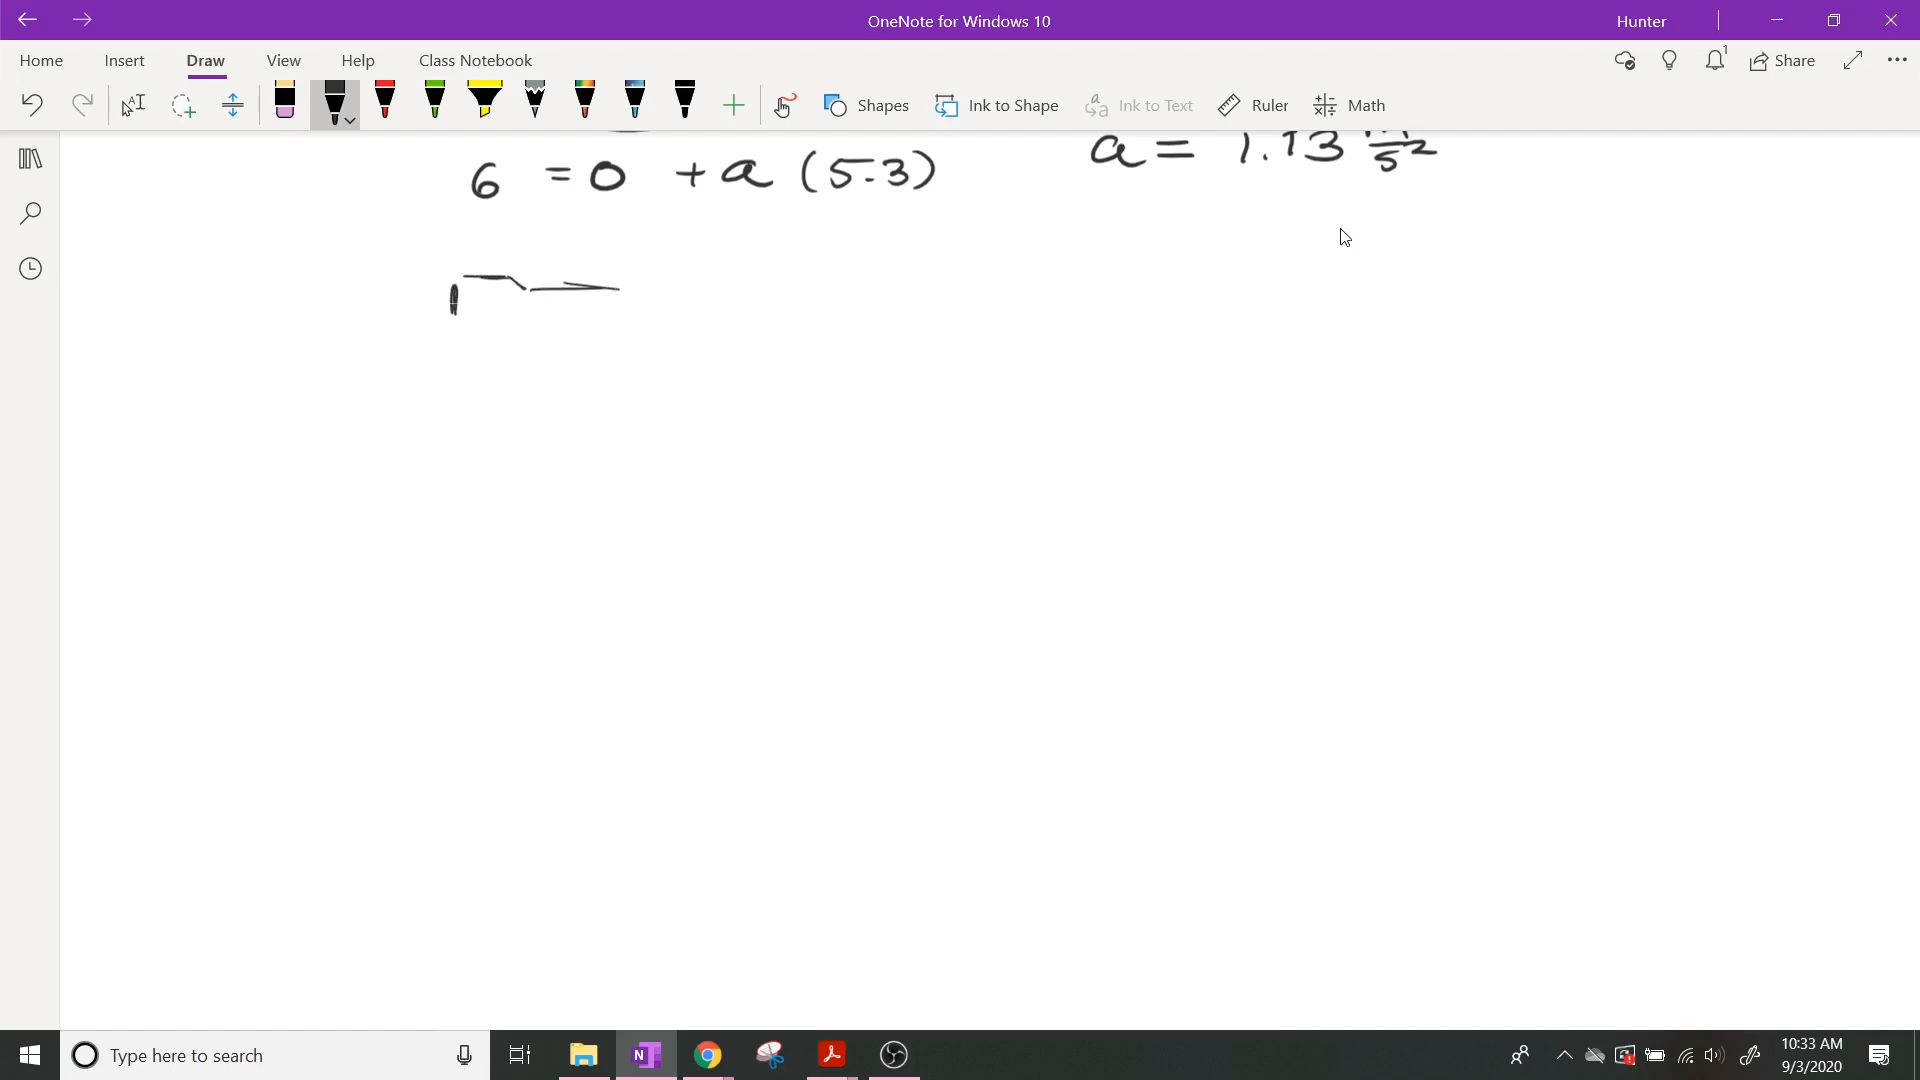 OneNote for Windows 10
Hunter
Home Insert Draw View Help Class Notebook
1
Share
Shapes
Ink to Shape
Ink to Text
Ruler
Math
6 = 0 + a (5.3)
a = 1.13 m/s²
Type here to search
10:33 AM
9/3/2020